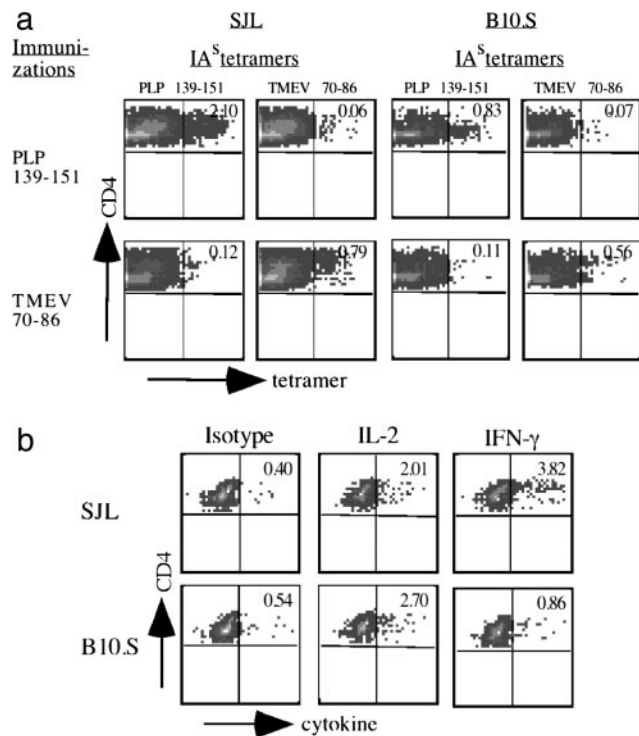 a
SJL
B10.S
Immuni-
zations
IA^S tetramers
IA^S tetramers
PLP 139-151
TMEV 70-86
PLP 139-151
TMEV 70-86
PLP
139-151
2.10
0.06
0.83
0.07
CD4
TMEV
70-86
0.12
0.79
0.11
0.56
tetramer
b
Isotype
IL-2
IFN-γ
SJL
0.40
2.01
3.82
CD4
B10.S
0.54
2.70
0.86
cytokine